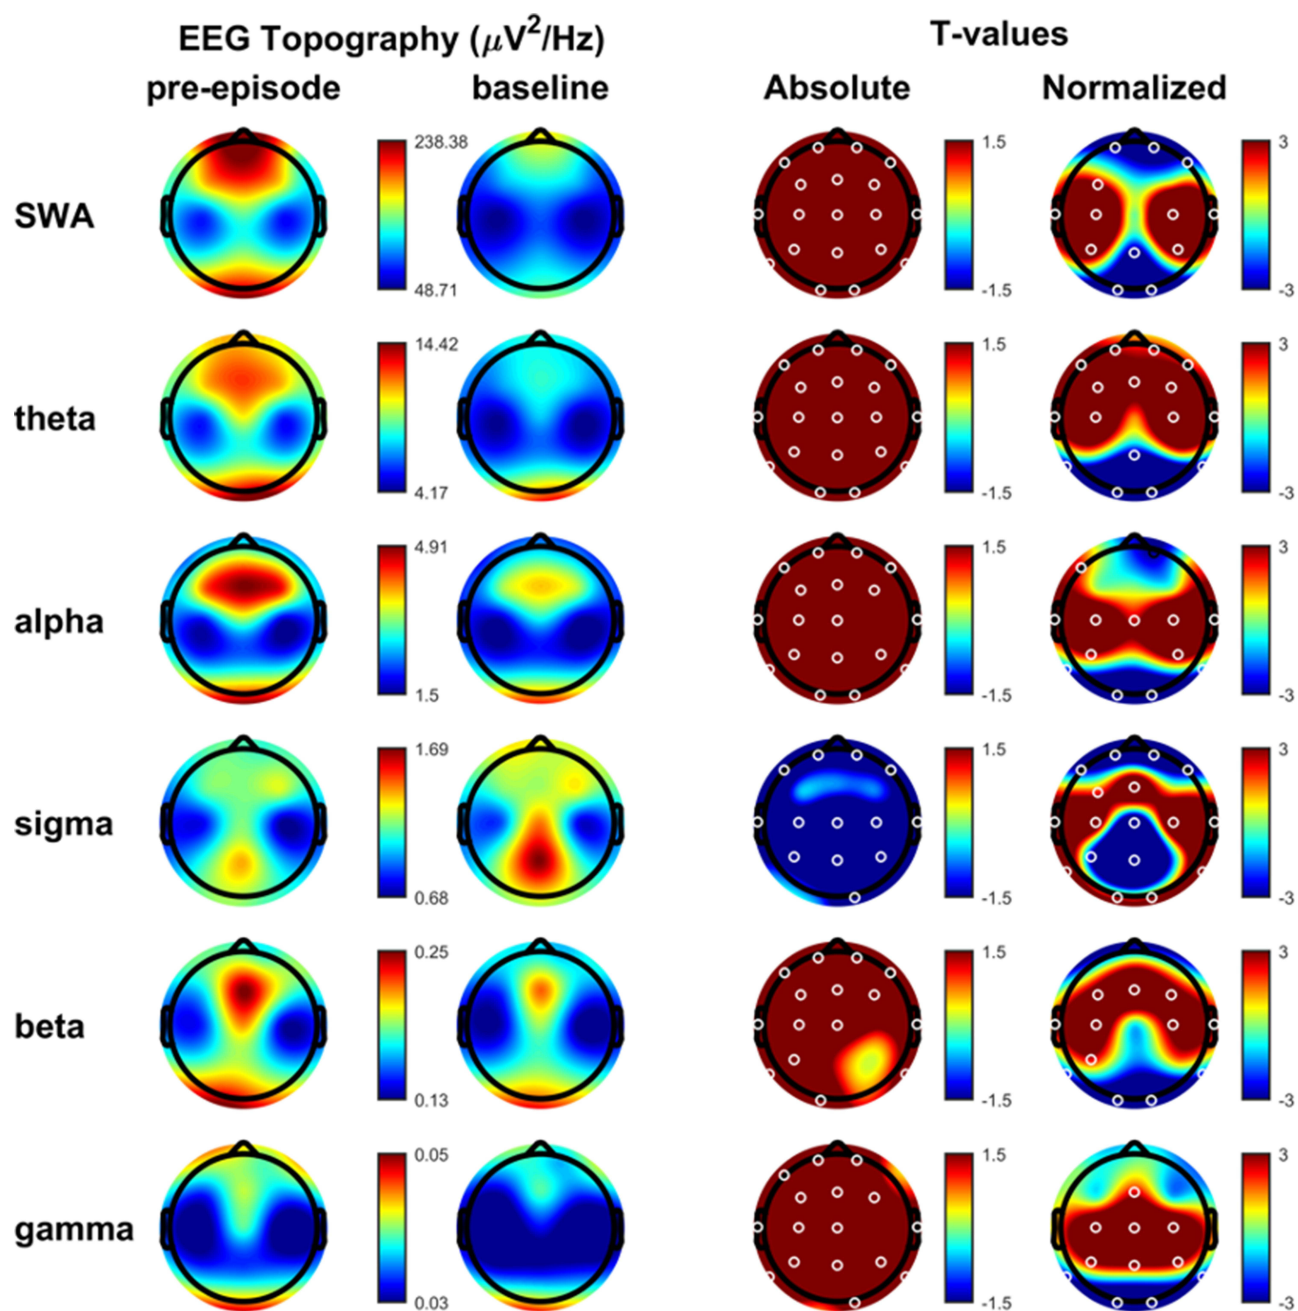 EEG Topography (μV²/Hz) T-values
pre-episode baseline Absolute Normalized
238.38 1.5 3
SWA
48.71 -1.5 -3
14.42 1.5 3
theta
4.17 -1.5 -3
4.91 1.5 3
alpha
1.5 -1.5 -3
1.69 1.5 3
sigma
0.68 -1.5 -3
0.25 1.5 3
beta
0.13 -1.5 -3
0.05 1.5 3
gamma
0.03 -1.5 -3